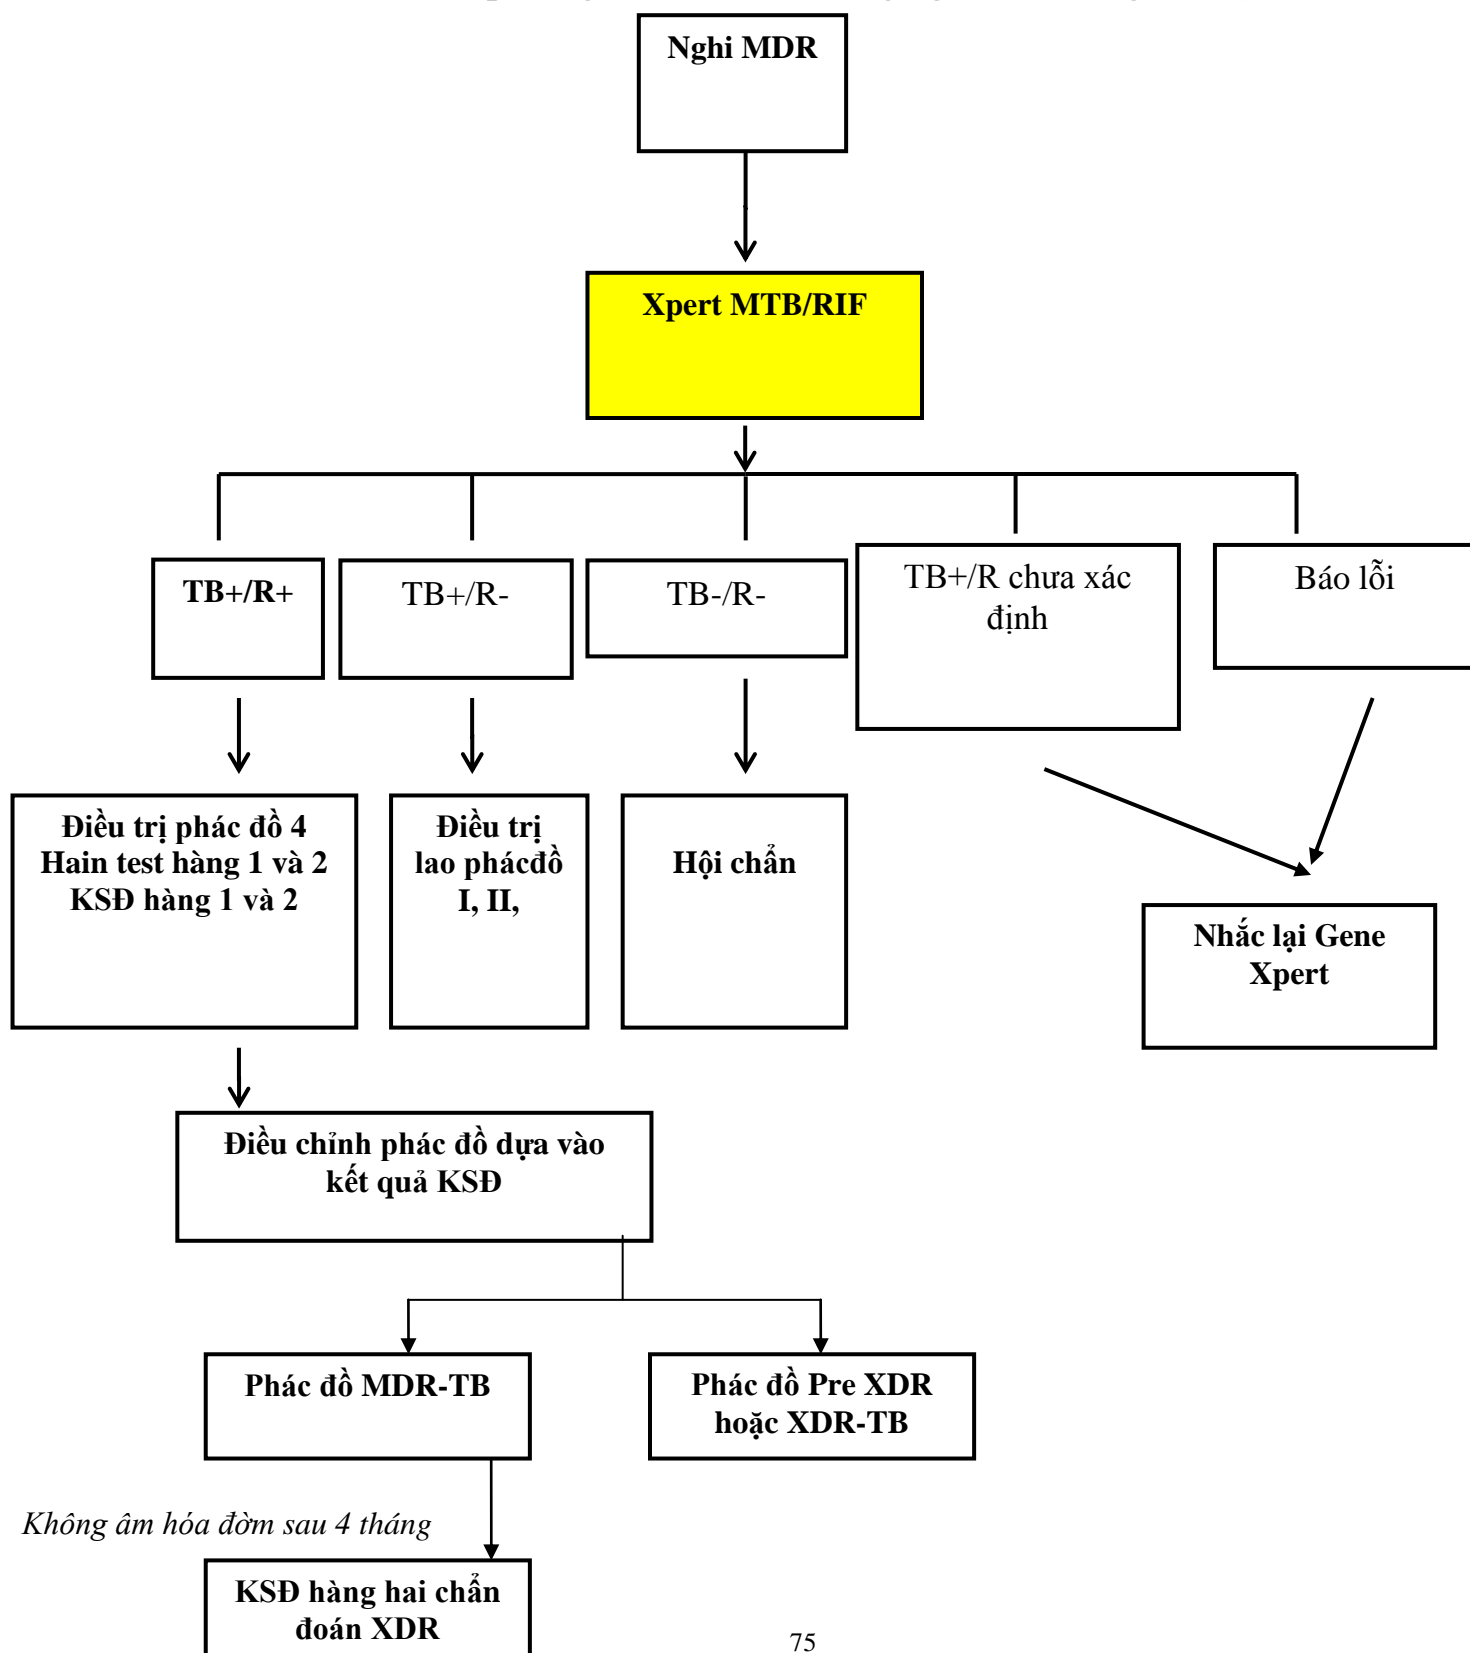 Nghi MDR
Xpert MTB/RIF
TB+/R+
TB+/R-
TB-/R-
TB+/R chưa xác
định
Báo lỗi
Điều trị phác đồ 4
Hain test hàng 1 và 2
KSĐ hàng 1 và 2
Điều trị
lao phácđồ
I, II,
Hội chẩn
Nhắc lại Gene
Xpert
Điều chỉnh phác đồ dựa vào
kết quả KSĐ
Phác đồ MDR-TB
Phác đồ Pre XDR
hoặc XDR-TB
Không âm hóa đờm sau 4 tháng
KSĐ hàng hai chẩn
đoán XDR
75